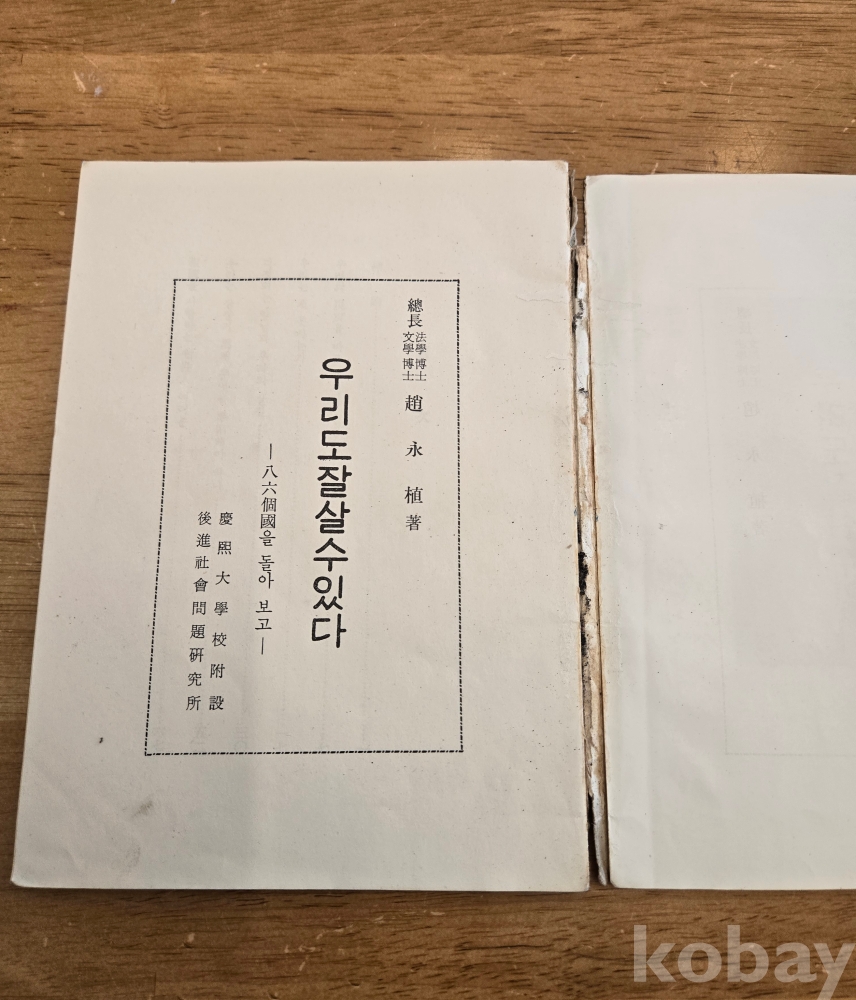 總長 法學博士 文學博士 趙永植 著
우리도잘살수있다
—八六個國을 돌아 보고—
慶熙大學校附設
後進社會問題硏究所
kobay